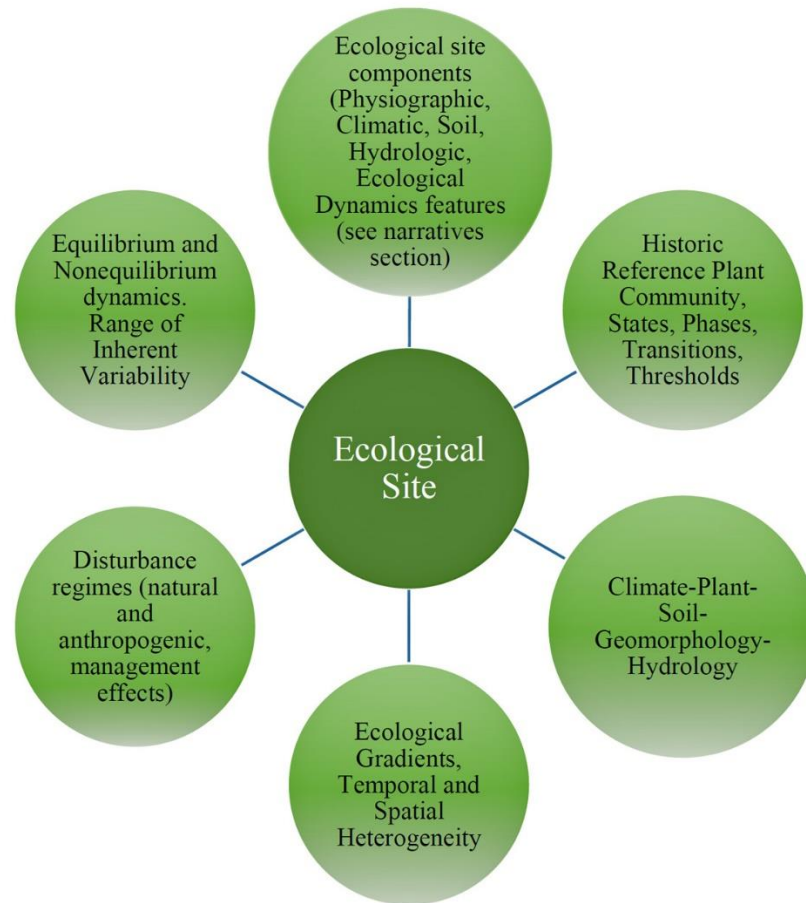 Ecological site
components
(Physiographic,
Climatic, Soil,
Hydrologic,
Ecological
Dynamics features
(see narratives
section)
Equilibrium and
Nonequilibrium
dynamics.
Range of
Inherent
Variability
Historic
Reference Plant
Community,
States, Phases,
Transitions,
Thresholds
Ecological
Site
Disturbance
regimes (natural
and
anthropogenic,
management
effects)
Climate-Plant-
Soil-
Geomorphology-
Hydrology
Ecological
Gradients,
Temporal and
Spatial
Heterogeneity